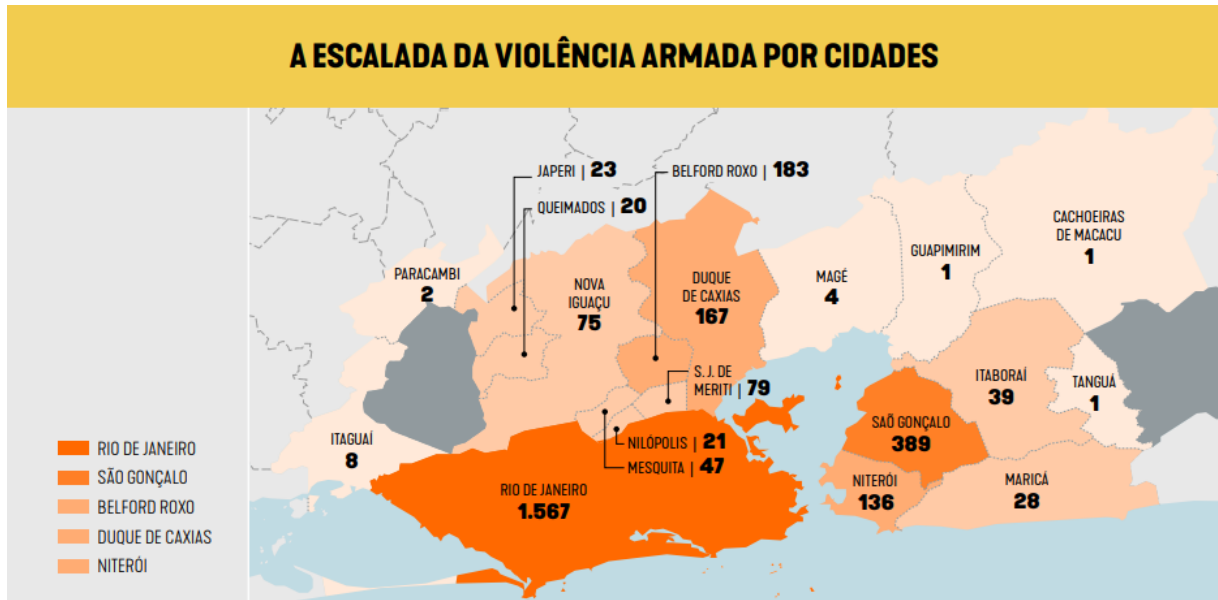 A ESCALADA DA VIOLÊNCIA ARMADA POR CIDADES
JAPERI | 23
BELFORD ROXO | 183
QUEIMADOS | 20
CACHOEIRAS
DE MACACU
1
GUAPIMIRIM
1
PARACAMBI
2
NOVA
IGUAÇU
75
DUQUE
DE CAXIAS
167
MAGÉ
4
S. J. DE
MERITI | 79
ITABORAÍ
39
TANGUÁ
1
SAÕ GONÇALO
389
ITAGUAÍ
8
NILÓPOLIS | 21
MESQUITA | 47
RIO DE JANEIRO
1.567
NITERÓI
136
MARICÁ
28
RIO DE JANEIRO
SÃO GONÇALO
BELFORD ROXO
DUQUE DE CAXIAS
NITERÓI